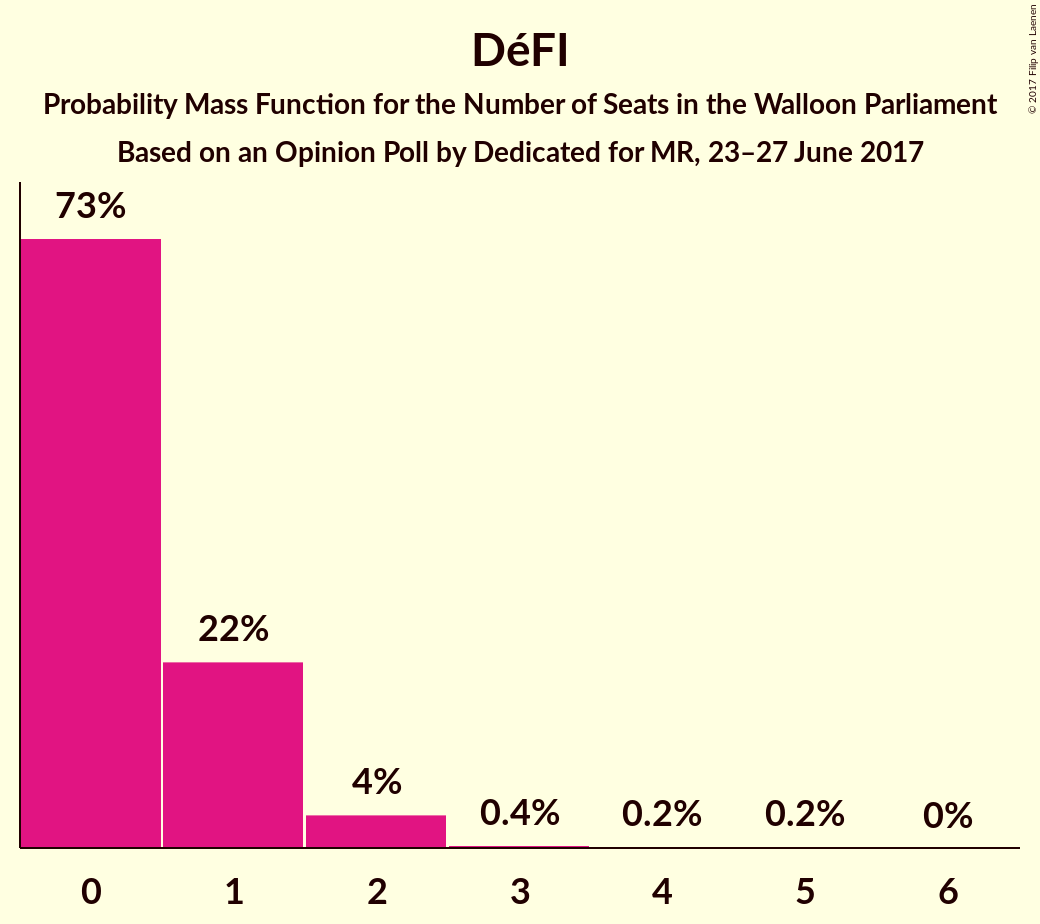 DéFI
Probability Mass Function for the Number of Seats in the Walloon Parliament
Based on an Opinion Poll by Dedicated for MR, 23–27 June 2017
© 2017 Filip van Laenen
73%
22%
4%
0.4%
0.2%
0.2%
0%
0 1 2 3 4 5 6